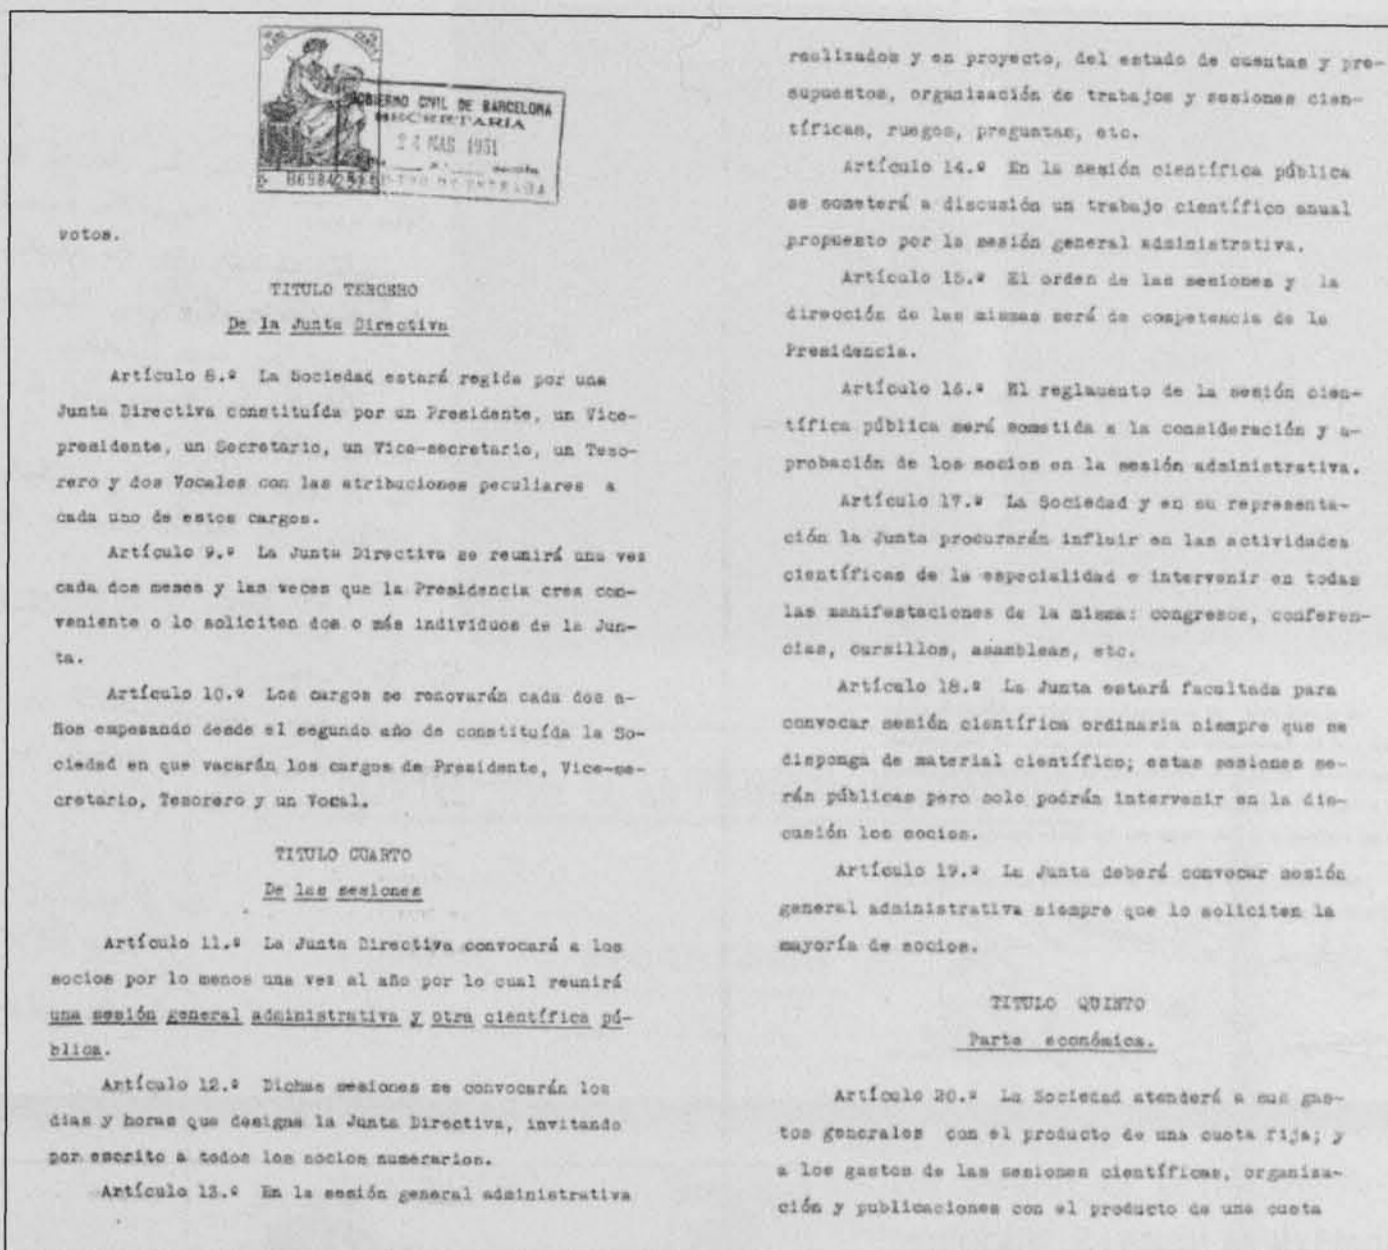 GOBIERNO CIVIL DE BARCELONA
SECRETARIA
24 MAR 1931
votos.
TITULO TERCERO
De la Junta Directiva
Artículo 8.º La Sociedad estará regida por una
Junta Directiva constituída por un Presidente, un Vice-
presidente, un Secretario, un Vice-secretario, un Teso-
rero y dos Vocales con las atribuciones peculiares a
cada uno de estos cargos.
Artículo 9.º La Junta Directiva se reunirá una vez
cada dos meses y las veces que la Presidencia crea con-
veniente o lo soliciten dos o más individuos de la Jun-
ta.
Artículo 10.º Los cargos se renovarán cada dos a-
ños empezando desde el segundo año de constituída la So-
ciedad en que vacarán los cargos de Presidente, Vice-se-
cretario, Tesorero y un Vocal.
TITULO CUARTO
De las sesiones
Artículo 11.º La Junta Directiva convocará a los
socios por lo menos una vez al año por lo cual reunirá
una sesión general administrativa y otra científica pú-
blica.
Artículo 12.º Dichas sesiones se convocarán los
dias y horas que designa la Junta Directiva, invitando
por escrito a todos los socios numerarios.
Artículo 13.º En la sesión general administrativa
realizados y en proyecto, del estado de cuentas y pre-
supuestos, organización de trabajos y sesiones cien-
tíficas, ruegos, preguntas, etc.
Artículo 14.º En la sesión científica pública
se someterá a discusión un trabajo científico anual
propuesto por la sesión general administrativa.
Artículo 15.º El orden de las sesiones y la
dirección de las mismas será de competencia de la
Presidencia.
Artículo 16.º El reglamento de la sesión cien-
tífica pública será sometida a la consideración y a-
probación de los socios en la sesión administrativa.
Artículo 17.º La Sociedad y en su representa-
ción la Junta procurarán influir en las actividades
científicas de la especialidad e intervenir en todas
las manifestaciones de la misma: congresos, conferen-
cias, cursillos, asambleas, etc.
Artículo 18.º La Junta estará facultada para
convocar sesión científica ordinaria siempre que se
disponga de material científico; estas sesiones se-
rán públicas pero solo podrán intervenir en la dis-
cusión los socios.
Artículo 19.º La Junta deberá convocar sesión
general administrativa siempre que lo soliciten la
mayoría de socios.
TITULO QUINTO
Parte económica.
Artículo 20.º La Sociedad atenderá a sus gas-
tos generales con el producto de una cuota fija; y
a los gastos de las sesiones científicas, organiza-
ción y publicaciones con el producto de una cuota